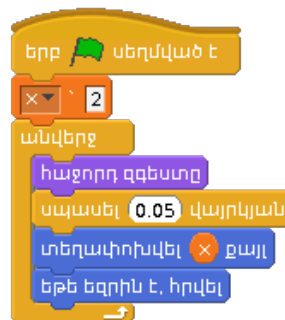 երբ սեղմված է
× ՝ 2
անվերջ
հաջորդ զգեստը
սպասել 0.05 վայրկյան
տեղափոխվել × քայլ
եթե եզրին է, հրվել